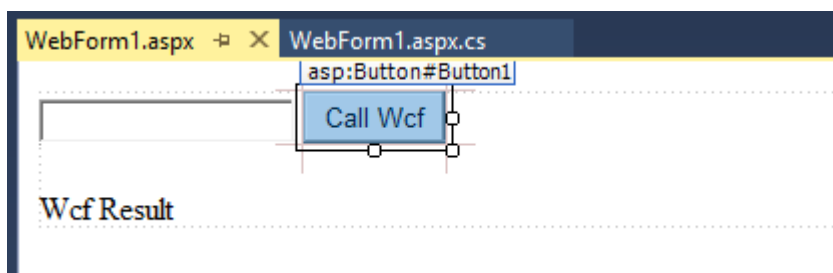 WebForm1.aspx WebForm1.aspx.cs
asp:Button#Button1
Call Wcf
Wcf Result